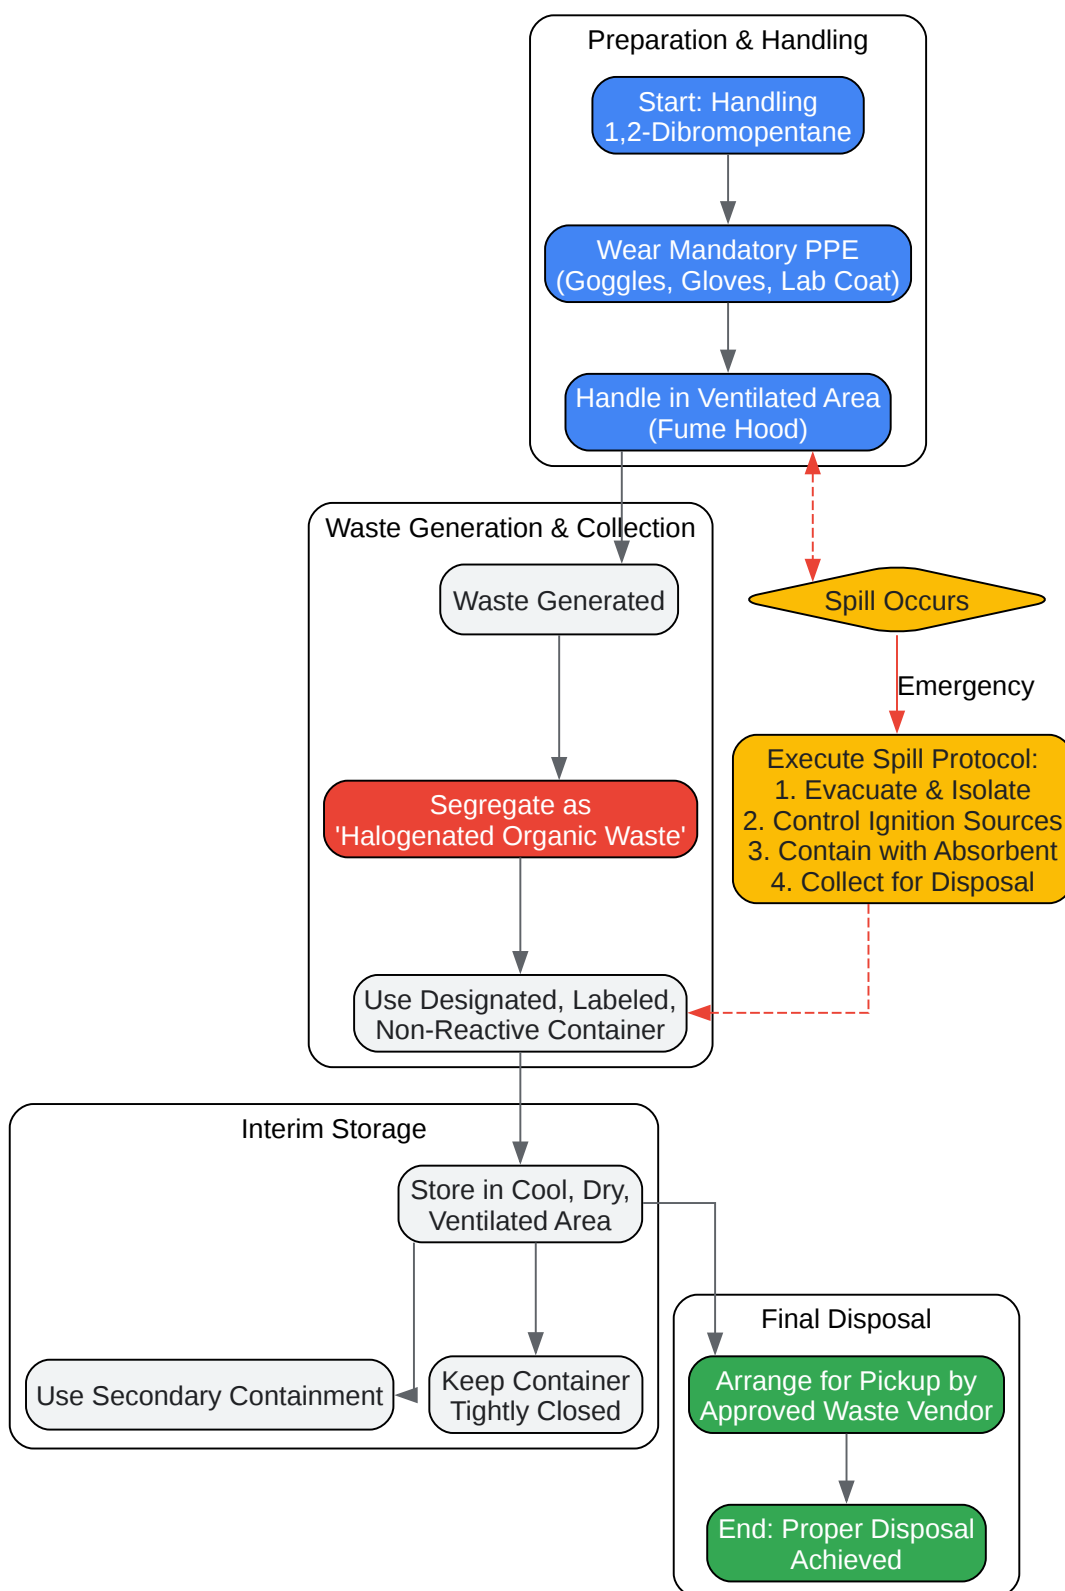 Preparation & Handling
Start: Handling
1,2-Dibromopentane
Wear Mandatory PPE
(Goggles, Gloves, Lab Coat)
Handle in Ventilated Area
(Fume Hood)
Waste Generation & Collection
Waste Generated
Spill Occurs
Emergency
Segregate as
'Halogenated Organic Waste'
Execute Spill Protocol:
1. Evacuate & Isolate
2. Control Ignition Sources
3. Contain with Absorbent
4. Collect for Disposal
Use Designated, Labeled,
Non-Reactive Container
Interim Storage
Store in Cool, Dry,
Ventilated Area
Use Secondary Containment
Keep Container
Tightly Closed
Final Disposal
Arrange for Pickup by
Approved Waste Vendor
End: Proper Disposal
Achieved